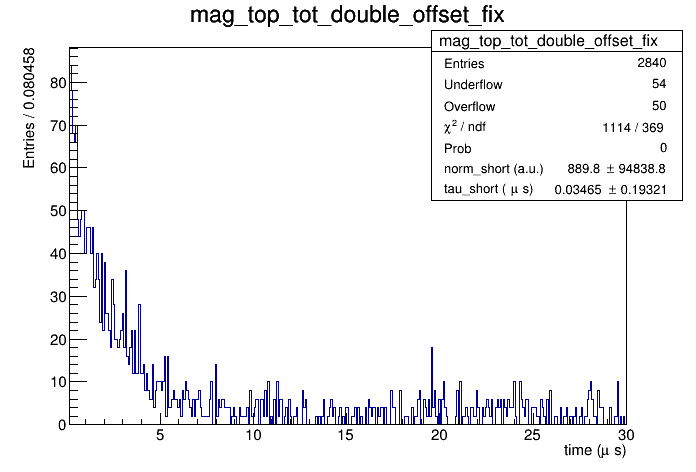 mag_top_tot_double_offset_fix
mag_top_tot_double_offset_fix
Entries 2840
Underflow 54
Overflow 50
χ² / ndf 1114 / 369
Prob 0
norm_short (a.u.) 889.8 ± 94838.8
tau_short ( μ s) 0.03465 ± 0.19321
Entries / 0.080458
80
70
60
50
40
30
20
10
0
5 10 15 20 25 30
time (μ s)